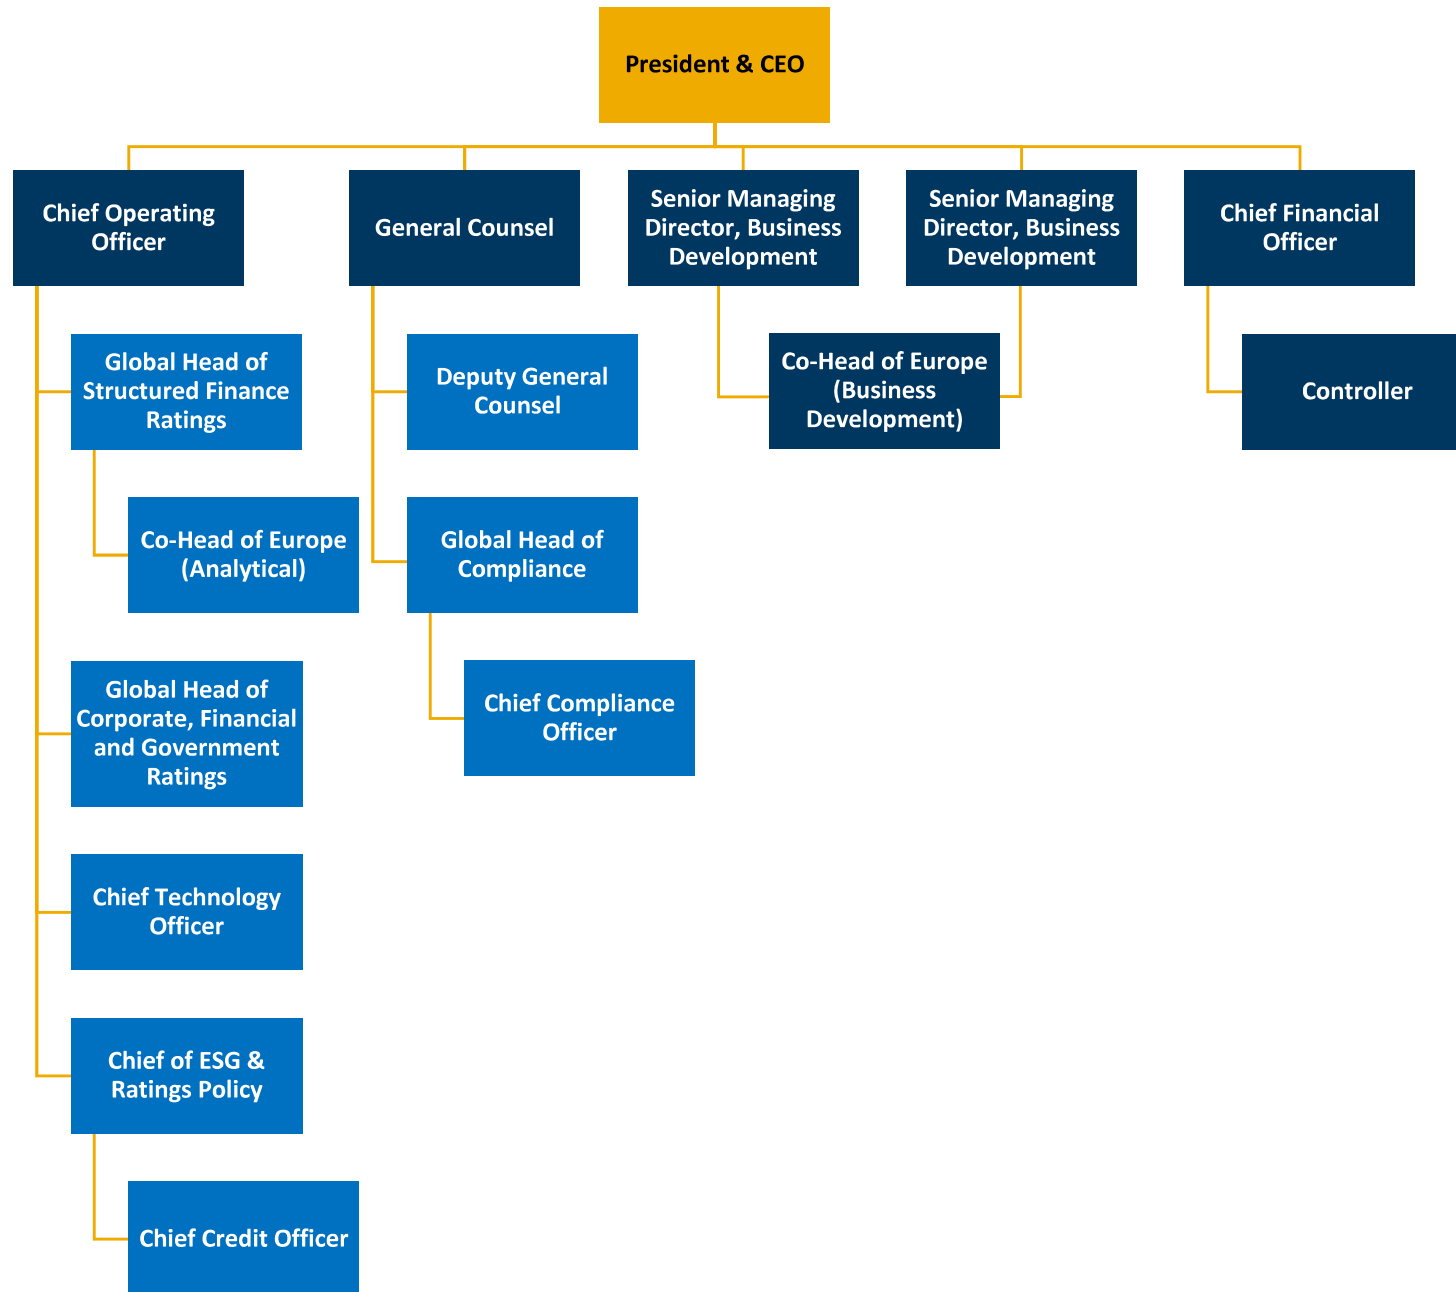 President & CEO
Chief Operating
Officer
General Counsel
Senior Managing
Director, Business
Development
Senior Managing
Director, Business
Development
Chief Financial
Officer
Global Head of
Structured Finance
Ratings
Deputy General
Counsel
Co-Head of Europe
(Business
Development)
Controller
Co-Head of Europe
(Analytical)
Global Head of
Compliance
Global Head of
Corporate, Financial
and Government
Ratings
Chief Compliance
Officer
Chief Technology
Officer
Chief of ESG &
Ratings Policy
Chief Credit Officer